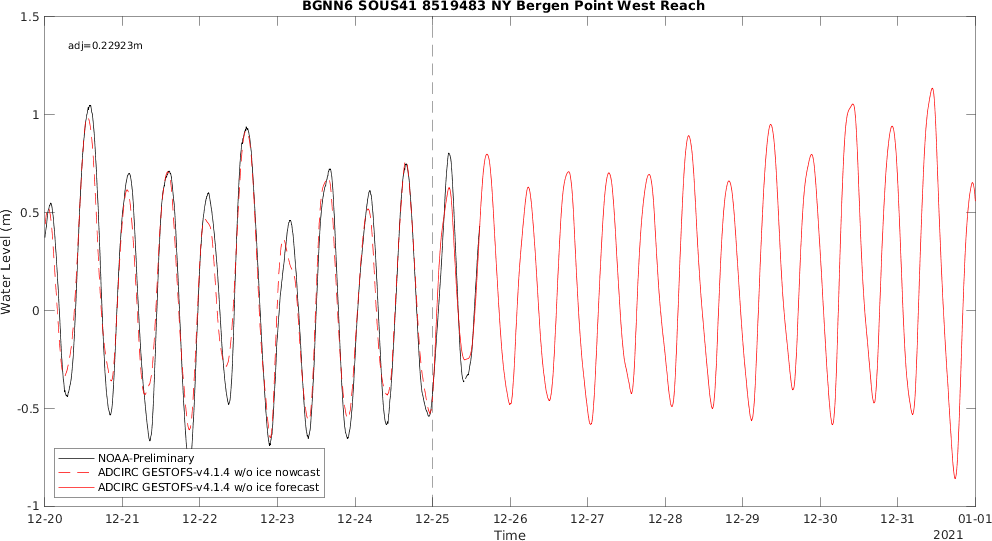 BGNN6 SOUS41 8519483 NY Bergen Point West Reach
1.5
adj=0.22923m
1
0.5
Water Level (m)
0
-0.5
NOAA-Preliminary
ADCIRC GESTOFS-v4.1.4 w/o ice nowcast
ADCIRC GESTOFS-v4.1.4 w/o ice forecast
-1
12-20 12-21 12-22 12-23 12-24 12-25 12-26 12-27 12-28 12-29 12-30 12-31 01-01
Time
2021